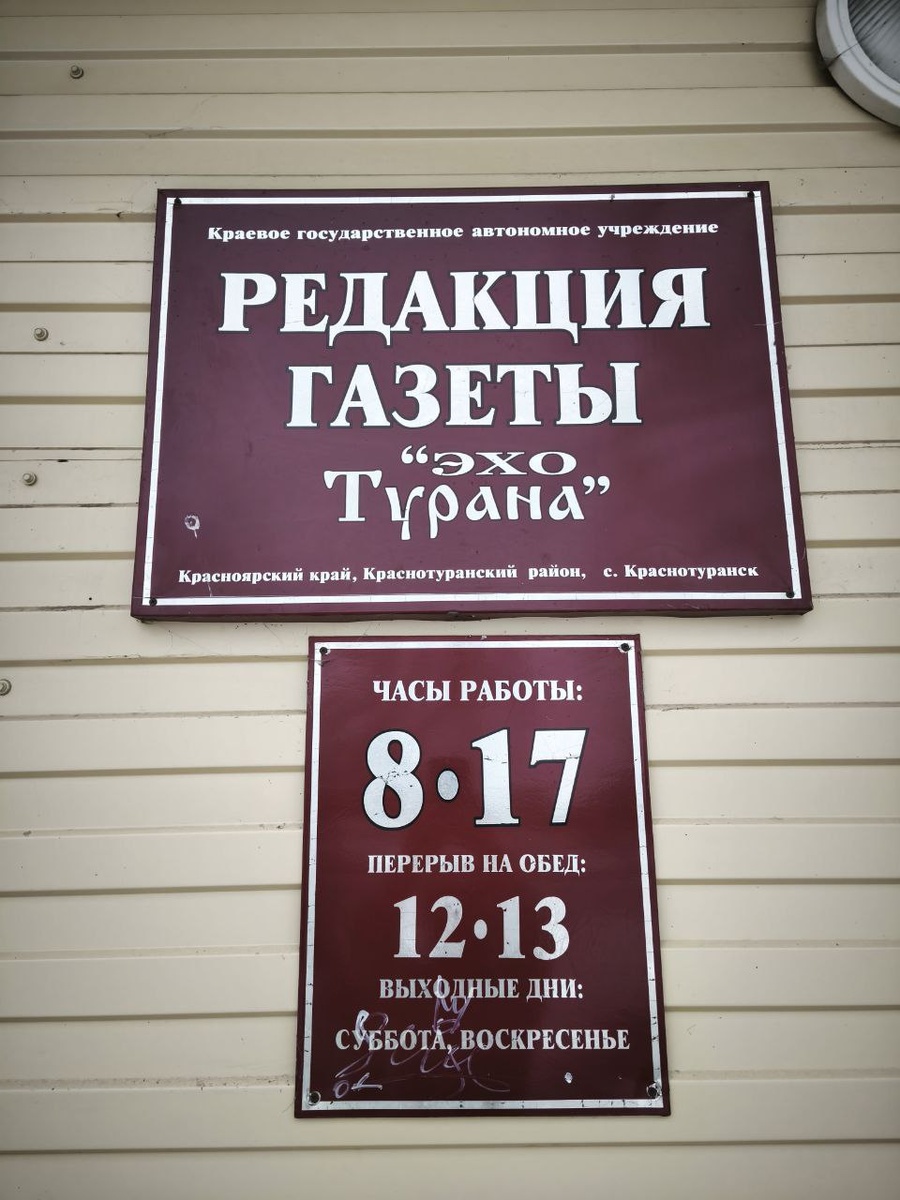 Краевое государственное автономное учреждение
РЕДАКЦИЯ
ГАЗЕТЫ
“ЭХО
Турана”
Красноярский край, Краснотуранский район, с. Краснотуранск
ЧАСЫ РАБОТЫ:
8·17
ПЕРЕРЫВ НА ОБЕД:
12·13
ВЫХОДНЫЕ ДНИ:
СУББОТА, ВОСКРЕСЕНЬЕ